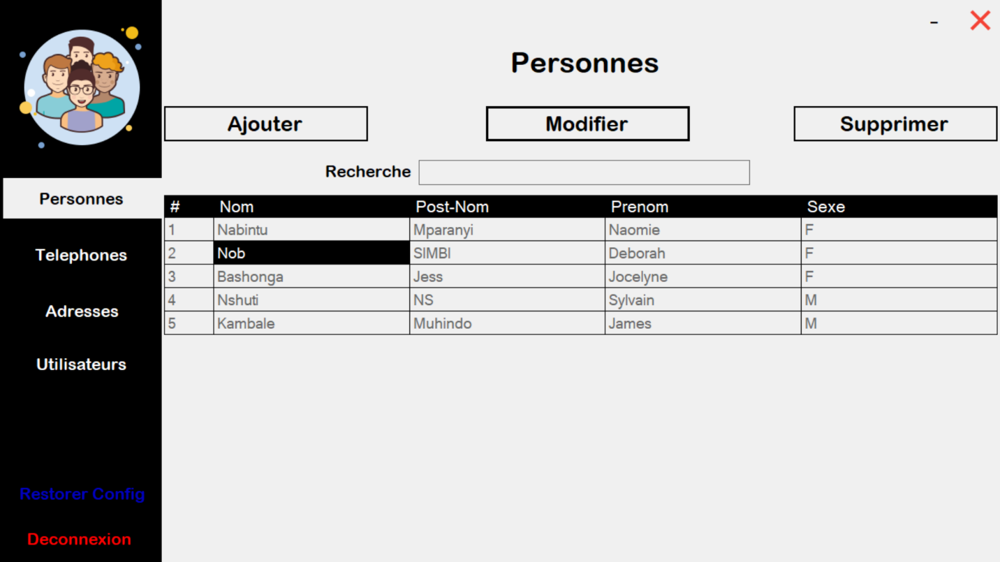 -
Personnes
Ajouter Modifier Supprimer
Recherche
Personnes
Telephones
Adresses
Utilisateurs
Restorer Config
Deconnexion
# Nom Post-Nom Prenom Sexe
1 Nabintu Mparanyi Naomie F
2 Nob SIMBI Deborah F
3 Bashonga Jess Jocelyne F
4 Nshuti NS Sylvain M
5 Kambale Muhindo James M